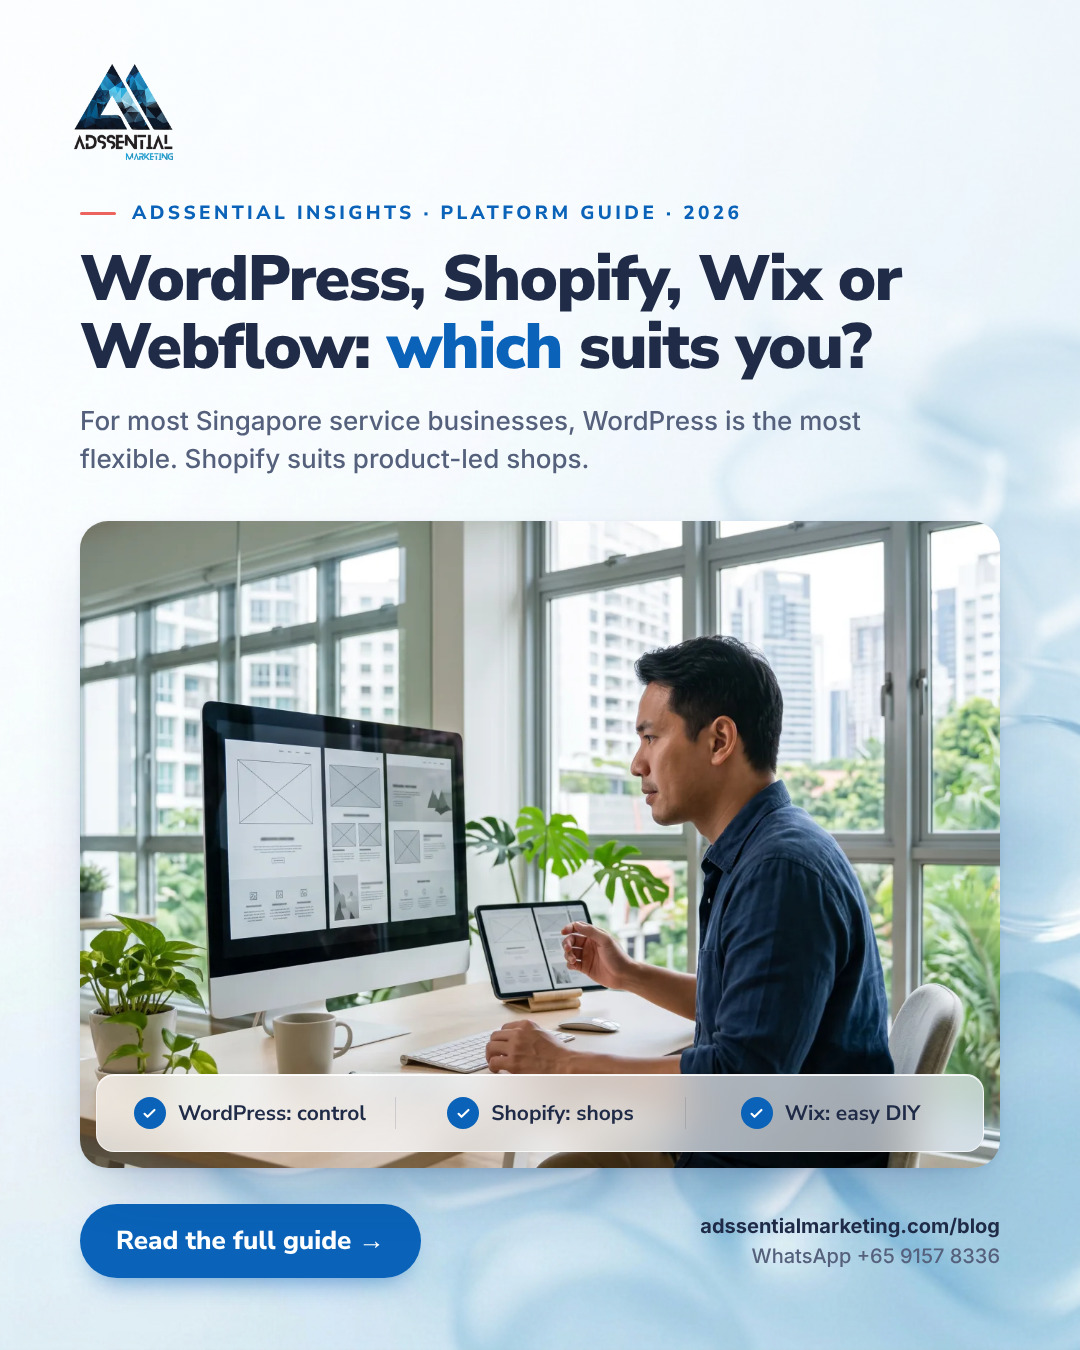 ADSSENTIAL
MARKETING
ADSSENTIAL INSIGHTS · PLATFORM GUIDE · 2026
WordPress, Shopify, Wix or
Webflow: which suits you?
For most Singapore service businesses, WordPress is the most
flexible. Shopify suits product-led shops.
WordPress: control
Shopify: shops
Wix: easy DIY
Read the full guide →
adssentialmarketing.com/blog
WhatsApp +65 9157 8336